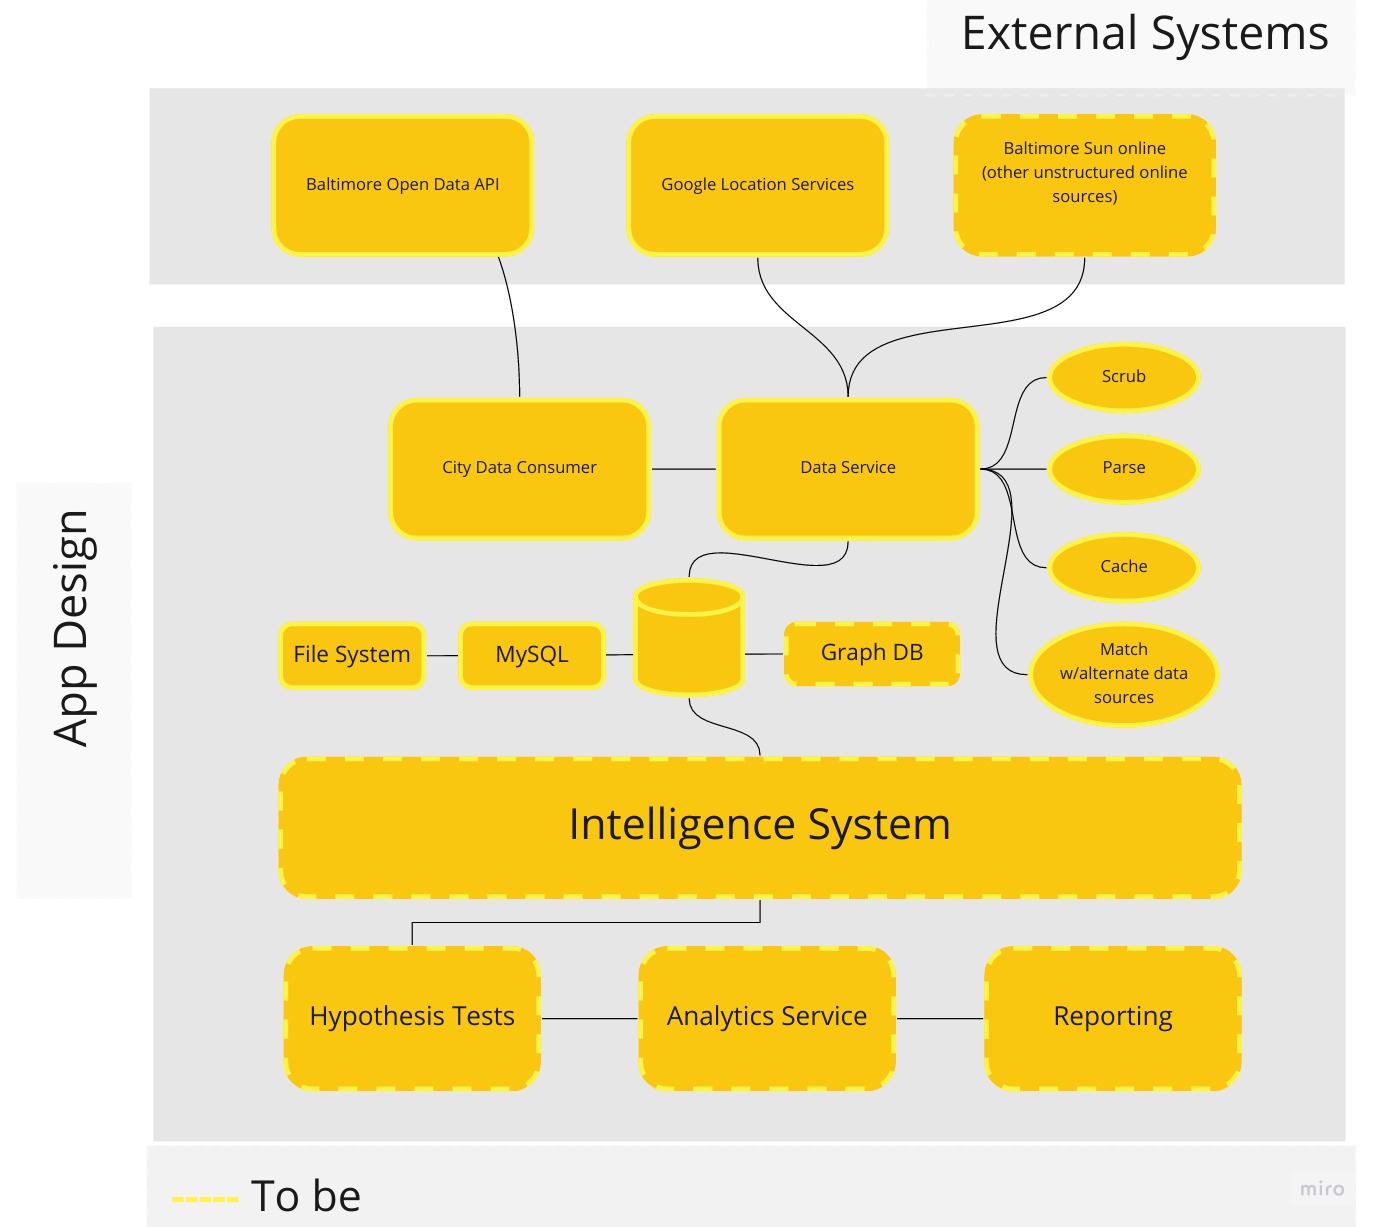 External Systems
Baltimore Open Data API
Google Location Services
Baltimore Sun online
(other unstructured online
sources)
Scrub
City Data Consumer
Data Service
Parse
Cache
App Design
File System
MySQL
Graph DB
Match
w/alternate data
sources
Intelligence System
Hypothesis Tests
Analytics Service
Reporting
----- To be
miro